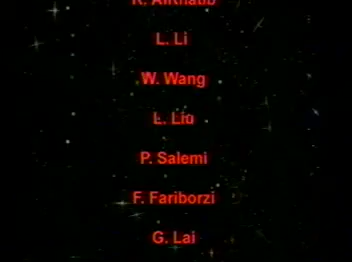 L. Li
W. Wang
L. Liu
P. Salemi
F. Fariborzi
G. Lai